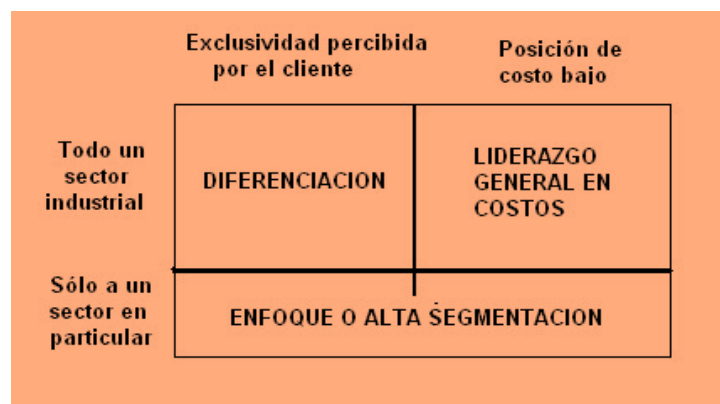 Exclusividad percibida
por el cliente
Posición de
costo bajo
Todo un
sector
industrial
DIFERENCIACION
LIDERAZGO
GENERAL EN
COSTOS
Sólo a un
sector en
particular
ENFOQUE O ALTA SEGMENTACION